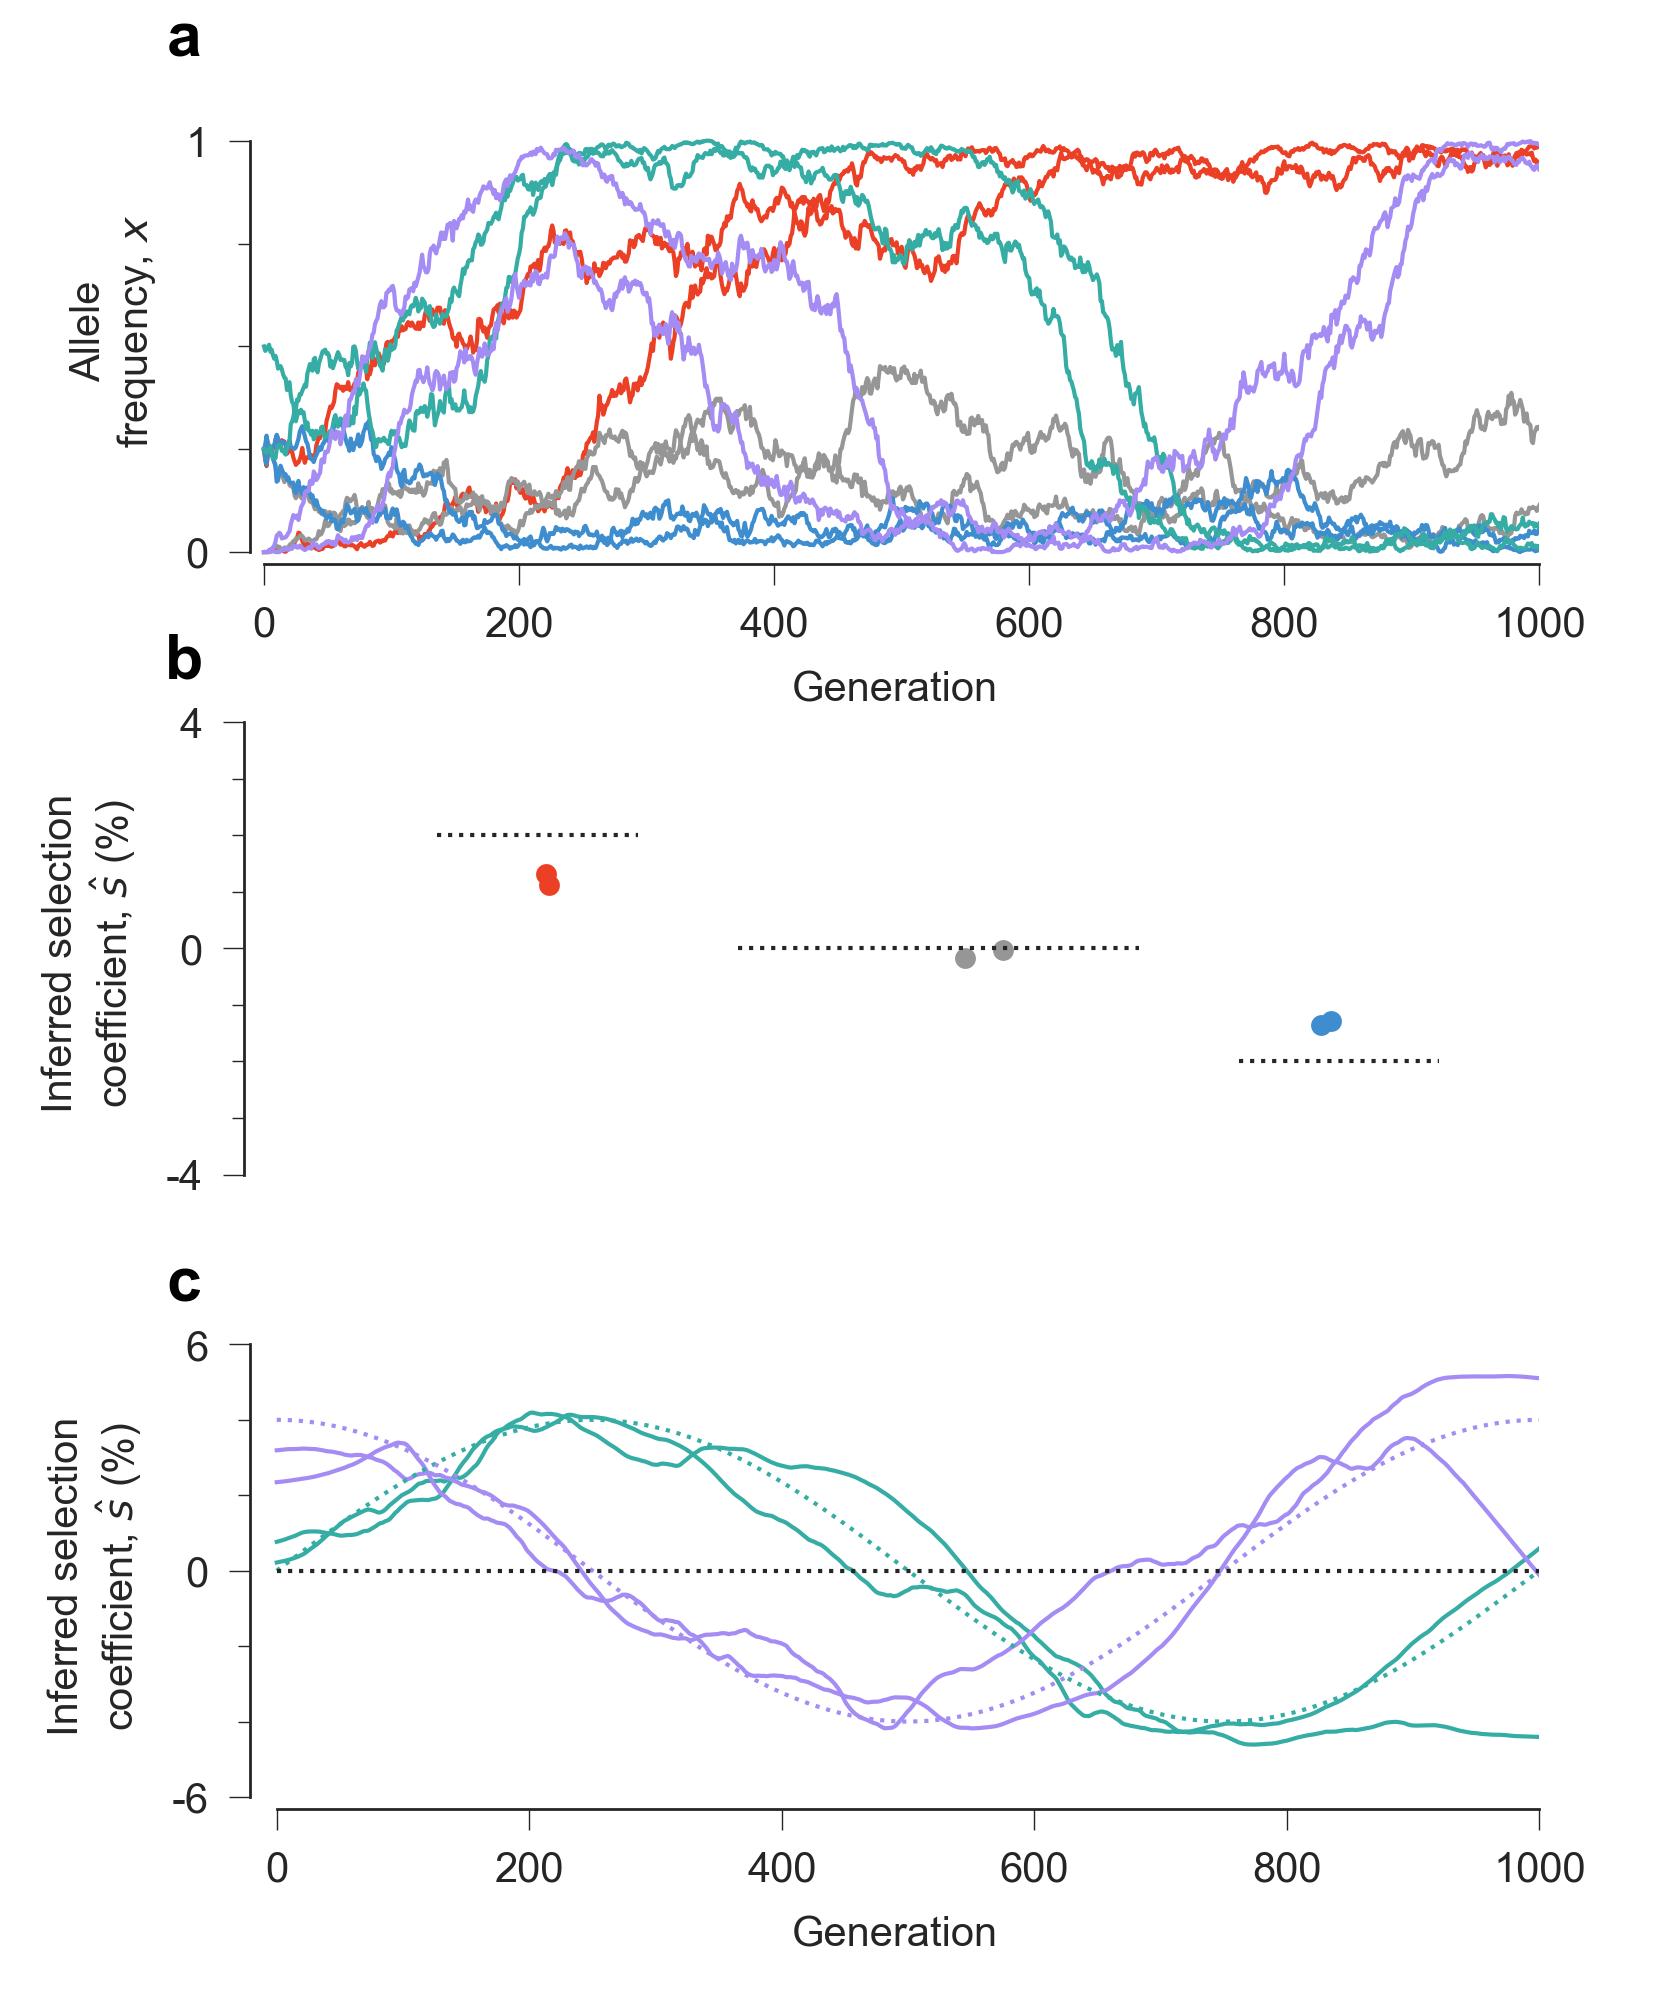 a
Allele
frequency, x
1
0
0 200 400 600 800 1000
Generation
b
Inferred selection
coefficient, ŝ (%)
4
0
-4
c
Inferred selection
coefficient, ŝ (%)
6
0
-6
0 200 400 600 800 1000
Generation